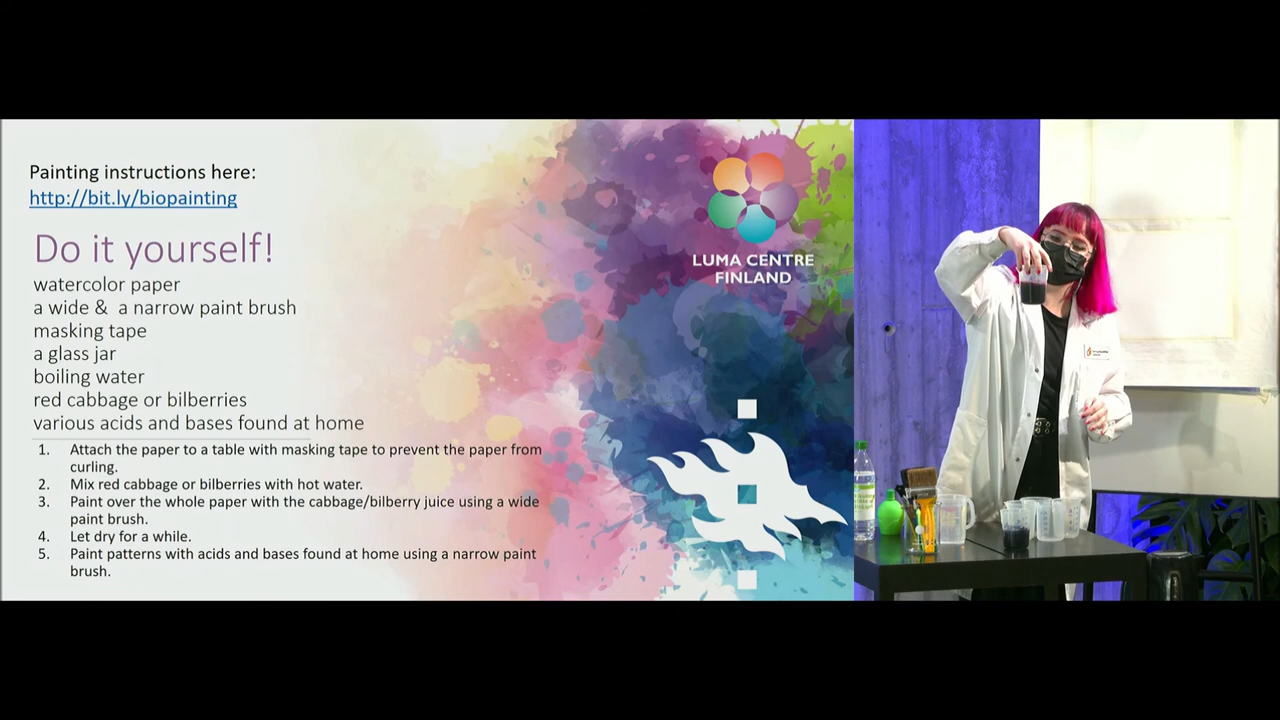 Painting instructions here:
http://bit.ly/biopainting
Do it yourself!
watercolor paper
a wide & a narrow paint brush
masking tape
a glass jar
boiling water
red cabbage or bilberries
various acids and bases found at home
1. Attach the paper to a table with masking tape to prevent the paper from
curling.
2. Mix red cabbage or bilberries with hot water.
3. Paint over the whole paper with the cabbage/bilberry juice using a wide
paint brush.
4. Let dry for a while.
5. Paint patterns with acids and bases found at home using a narrow paint
brush.
LUMA CENTRE
FINLAND